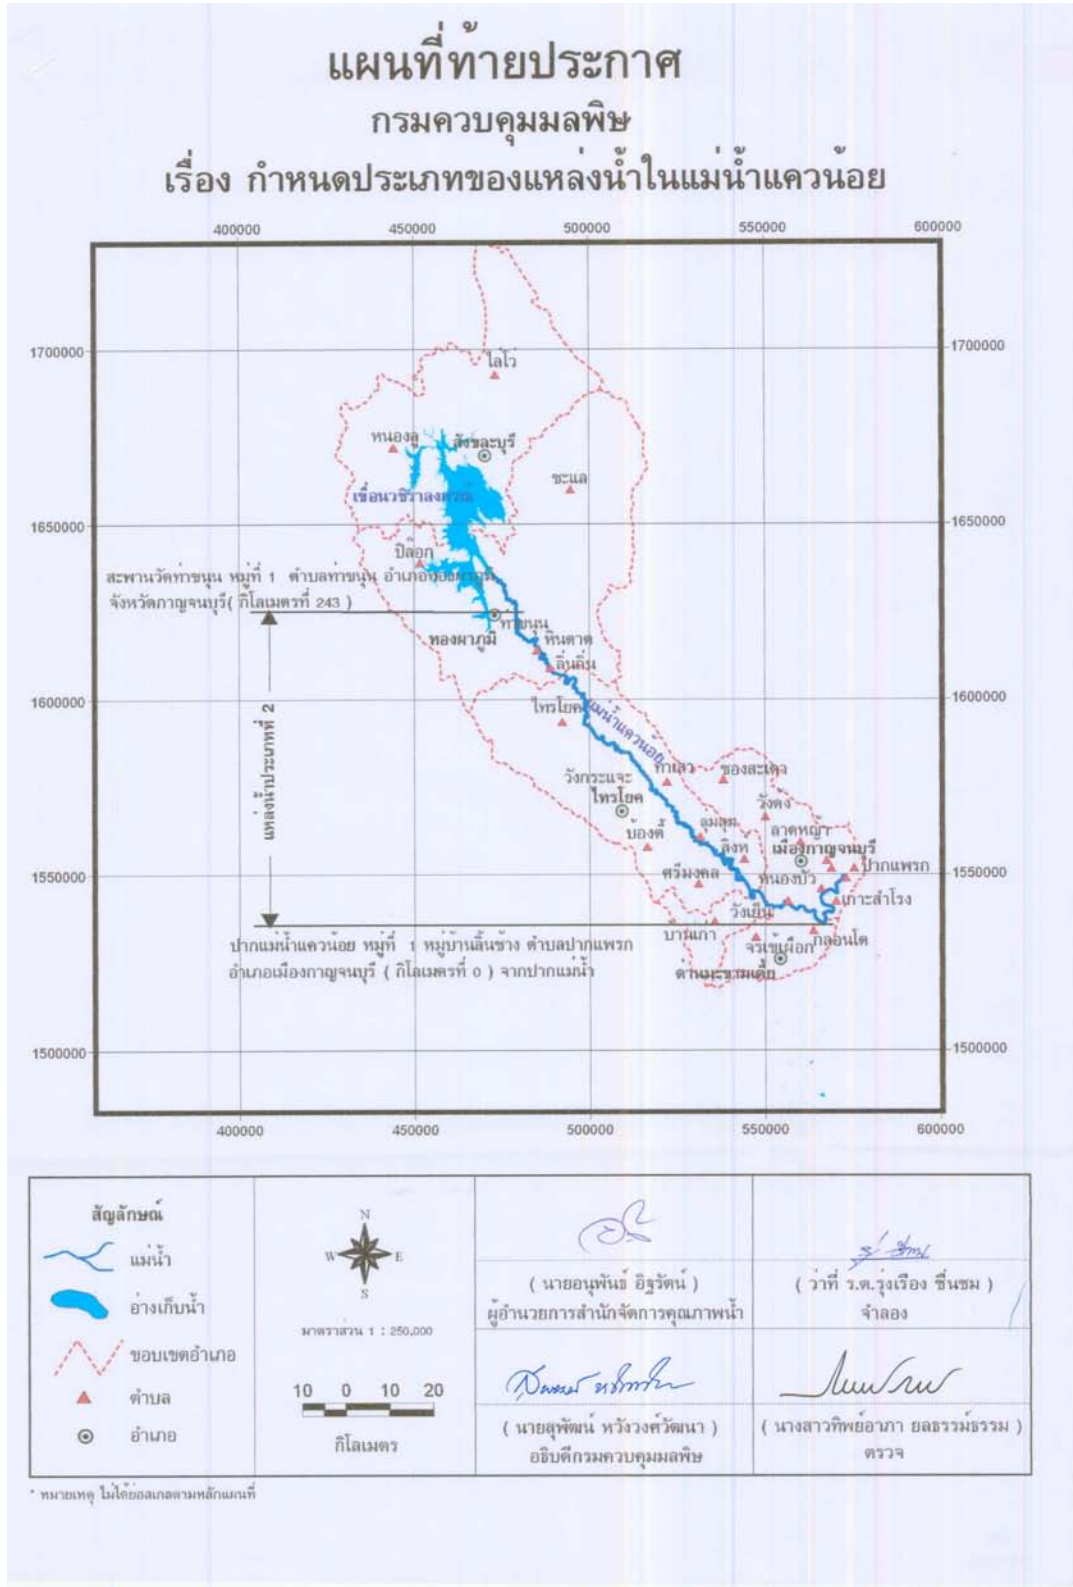 แผนที่ท้ายประกาศ
กรมควบคุมมลพิษ
เรื่อง กำหนดประเภทของแหล่งน้ำในแม่น้ำแควน้อย
400000 450000 500000 550000 600000
1700000 1700000
ไล่โว่
หนองลู
สังขละบุรี
ชะแล
เขื่อนวชิราลงกรณ์
1650000 1650000
ปิล๊อก
สะพานวัดท่าขนุน หมู่ที่ 1 ตำบลท่าขนุน อำเภอทองผาภูมิ
จังหวัดกาญจนบุรี( กิโลเมตรที่ 243 )
ท่าขนุน
ทองผาภูมิ
หินดาด
ลิ่นถิ่น
1600000 1600000
ไทรโยค
แม่น้ำแควน้อย
แหล่งน้ำประเภทที่ 2
ท่าเสา
ช่องสะเดา
วังกระแจะ
ไทรโยค
วังด้ง
บ้องตี้
ลุ่มสุ่ม
ลาดหญ้า
สิงห์
เมืองกาญจนบุรี
ปากแพรก
ศรีมงคล
หนองบัว
1550000 1550000
เกาะสำโรง
วังเย็น
บ้านเก่า
กลอนโด
จรเข้เผือก
ด่านมะขามเตี้ย
ปากแม่น้ำแควน้อย หมู่ที่ 1 หมู่บ้านลิ้นช้าง ตำบลปากแพรก
อำเภอเมืองกาญจนบุรี ( กิโลเมตรที่ 0 ) จากปากแม่น้ำ
1500000 1500000
400000 450000 500000 550000 600000
สัญลักษณ์
แม่น้ำ
อ่างเก็บน้ำ
ขอบเขตอำเภอ
ตำบล
อำเภอ
N
W E
S
มาตราส่วน 1 : 250,000
10 0 10 20
กิโลเมตร
( นายอนุพันธ์ อิฐรัตน์ )
ผู้อำนวยการสำนักจัดการคุณภาพน้ำ
( ว่าที่ ร.ต.รุ่งเรือง ชื่นชม )
จำลอง
( นายสุพัฒน์ หวังวงศ์วัฒนา )
อธิบดีกรมควบคุมมลพิษ
( นางสาวทิพย์อาภา ยลธรรม์ธรรม )
ตรวจ
* หมายเหตุ ไม่ได้ย่อสเกลตามหลักแผนที่